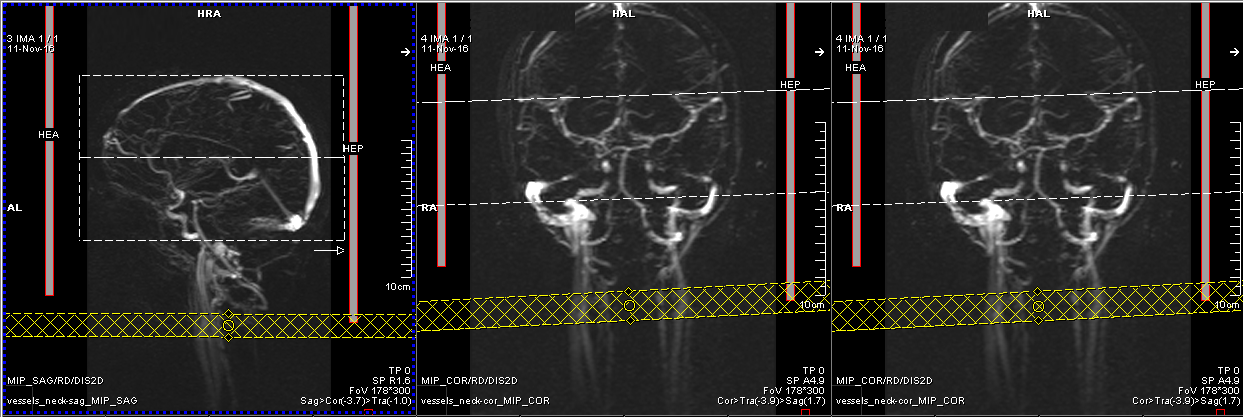 HRA
3 IMA 1 / 1
11-Nov-16
HEA
HEP
AL
10cm
TP 0
MIP_SAG/RD/DIS2D
SP R1.6
FoV 178*300
vessels_neck-sag_MIP_SAG
Sag>Cor(-3.7)>Tra(-1.0)
HAL
4 IMA 1 / 1
11-Nov-16
HEA
HEP
RA
10cm
TP 0
MIP_COR/RD/DIS2D
SP A4.9
FoV 178*300
vessels_neck-cor_MIP_COR
Cor>Tra(-3.9)>Sag(1.7)
HAL
4 IMA 1 / 1
11-Nov-16
HEA
HEP
RA
10cm
TP 0
MIP_COR/RD/DIS2D
SP A4.9
FoV 178*300
vessels_neck-cor_MIP_COR
Cor>Tra(-3.9)>Sag(1.7)